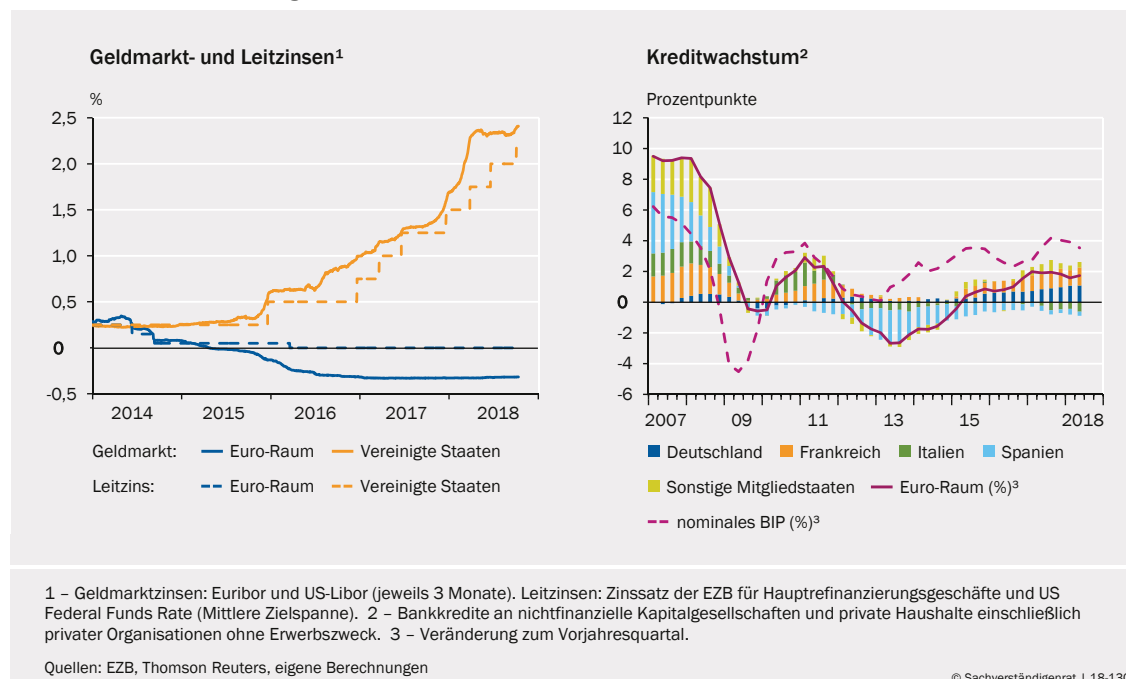 Geldmarkt- und Leitzinsen¹
%
2,5
2,0
1,5
1,0
0,5
0
-0,5
2014
2015
2016
2017
2018
Geldmarkt:
Euro-Raum
Vereinigte Staaten
Leitzins:
Euro-Raum
Vereinigte Staaten
Kreditwachstum²
Prozentpunkte
12
10
8
6
4
2
0
-2
-4
-6
2007
09
11
13
15
2018
Deutschland
Frankreich
Italien
Spanien
Sonstige Mitgliedstaaten
Euro-Raum (%)³
nominales BIP (%)³
1 – Geldmarktzinsen: Euribor und US-Libor (jeweils 3 Monate). Leitzinsen: Zinssatz der EZB für Hauptrefinanzierungsgeschäfte und US
Federal Funds Rate (Mittlere Zielspanne). 2 – Bankkredite an nichtfinanzielle Kapitalgesellschaften und private Haushalte einschließlich
privater Organisationen ohne Erwerbszweck. 3 – Veränderung zum Vorjahresquartal.
Quellen: EZB, Thomson Reuters, eigene Berechnungen
© Sachverständigenrat | 18-130